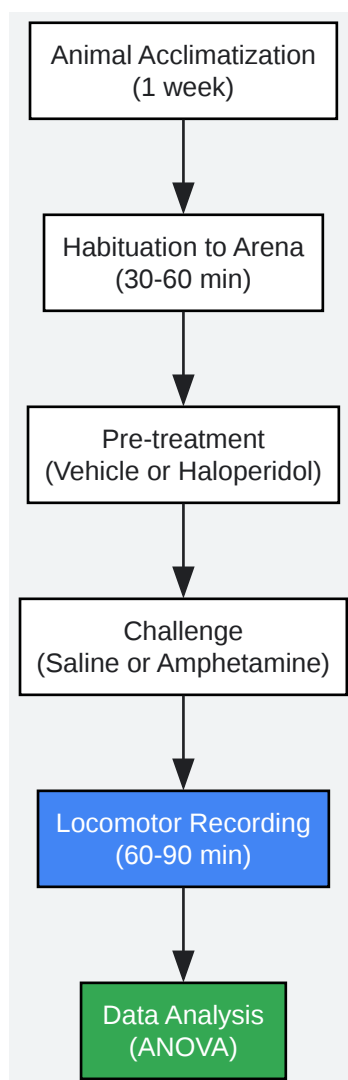 Animal Acclimatization
(1 week)
Habituation to Arena
(30-60 min)
Pre-treatment
(Vehicle or Haloperidol)
Challenge
(Saline or Amphetamine)
Locomotor Recording
(60-90 min)
Data Analysis
(ANOVA)